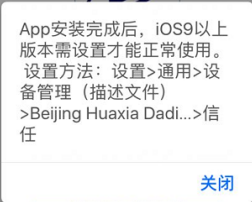 App安装完成后，iOS9以上
版本需设置才能正常使用。
设置方法：设置>通用>设
备管理（描述文件）
>Beijing Huaxia Dadi...>信
任
关闭